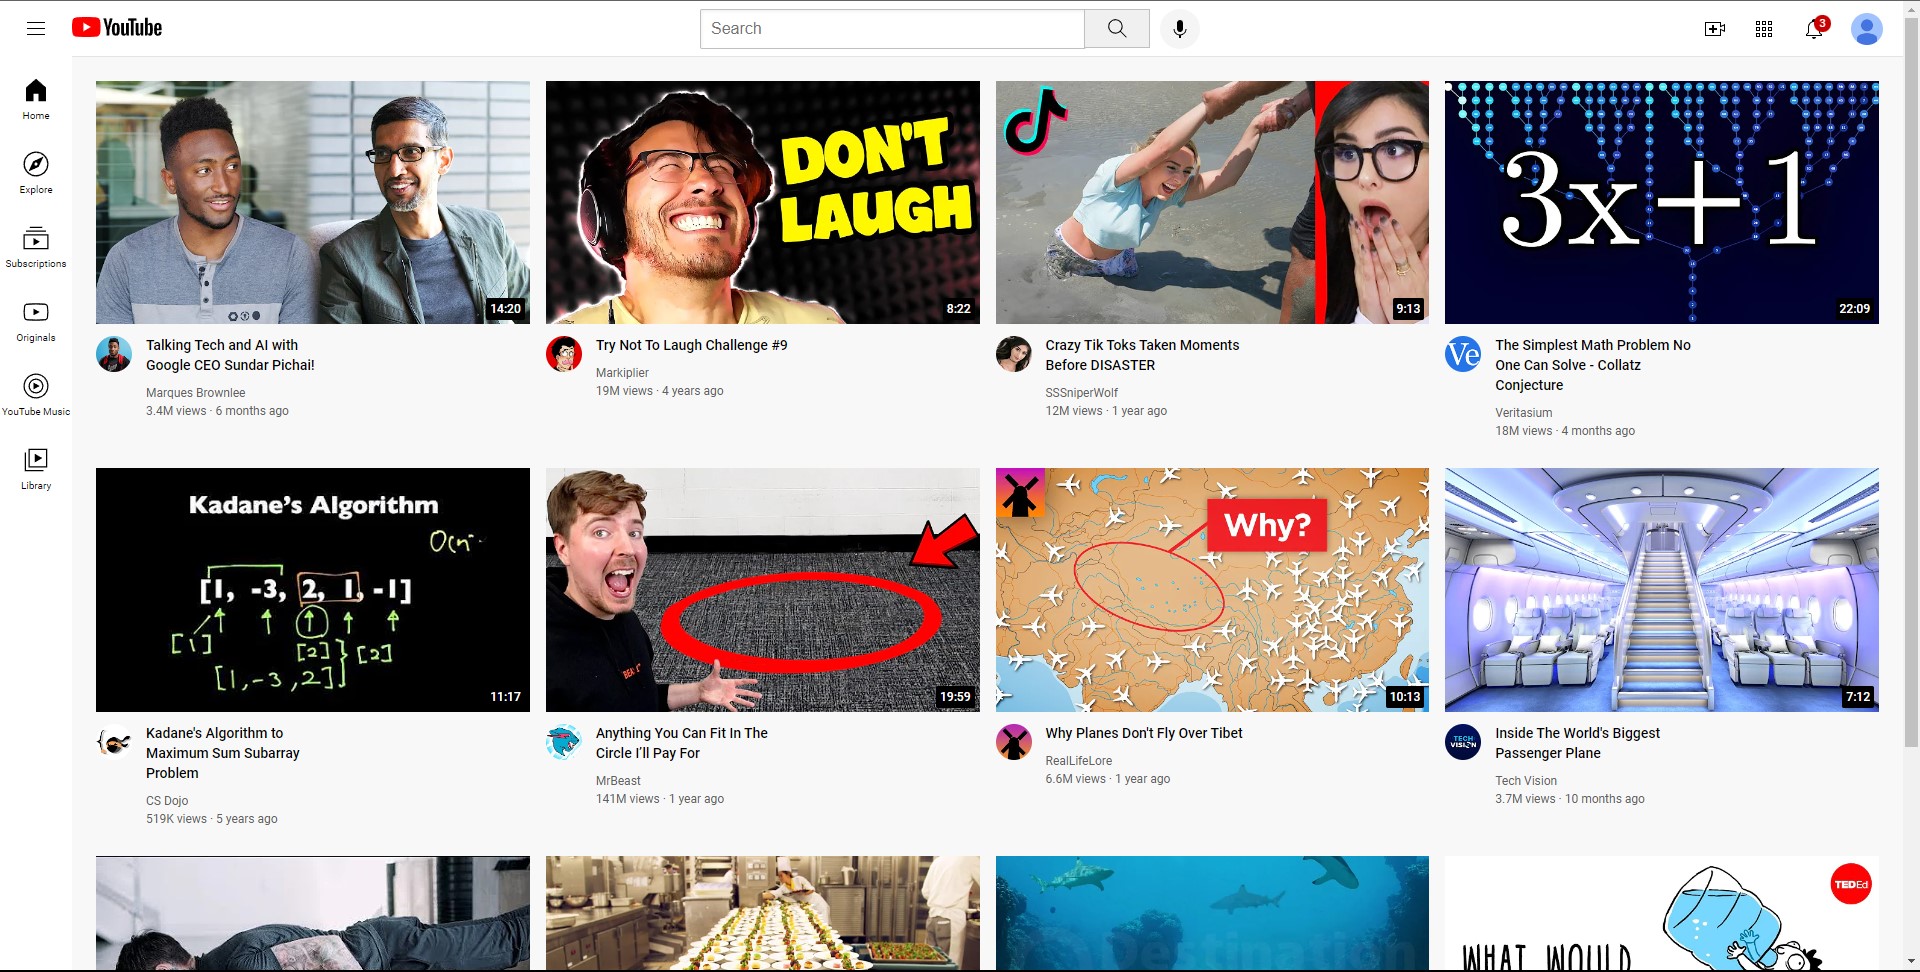 YouTube
Search
3
Home
Explore
Subscriptions
Originals
YouTube Music
Library
14:20
Talking Tech and AI with
Google CEO Sundar Pichai!
Marques Brownlee
3.4M views · 6 months ago
DON'T
LAUGH
8:22
Try Not To Laugh Challenge #9
Markiplier
19M views · 4 years ago
9:13
Crazy Tik Toks Taken Moments
Before DISASTER
SSSniperWolf
12M views · 1 year ago
3x+1
22:09
Ve
The Simplest Math Problem No
One Can Solve - Collatz
Conjecture
Veritasium
18M views · 4 months ago
Kadane's Algorithm
[1, -3, 2, 1, -1]
[1]
[2]
[2]
[1,-3,2]
11:17
Kadane's Algorithm to
Maximum Sum Subarray
Problem
CS Dojo
519K views · 5 years ago
19:59
Anything You Can Fit In The
Circle I'll Pay For
MrBeast
141M views · 1 year ago
Why?
10:13
Why Planes Don't Fly Over Tibet
RealLifeLore
6.6M views · 1 year ago
7:12
TECH
VISION
Inside The World's Biggest
Passenger Plane
Tech Vision
3.7M views · 10 months ago
TEDEd
WHAT WOULD